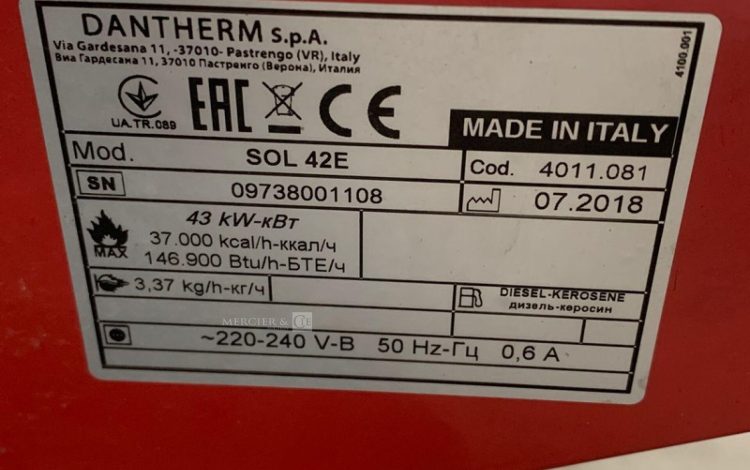 DANTHERM S.p.A.
Via Gardesana 11, -37010- Pastrengo (VR), Italy
Виа Гардесана 11, 37010 Пастренго (Верона), Италия
4100.001
UA.TR.089
EAC CE
MADE IN ITALY
Mod. SOL 42E Cod. 4011.081
SN 09738001108 07.2018
43 kW-кВт
MAX 37.000 kcal/h-ккал/ч
146.900 Btu/h-БТЕ/ч
3,37 kg/h-кг/ч
DIESEL-KEROSENE
дизель-керосин
MERCIER & CIE
~220-240 V-В 50 Hz-Гц 0,6 A